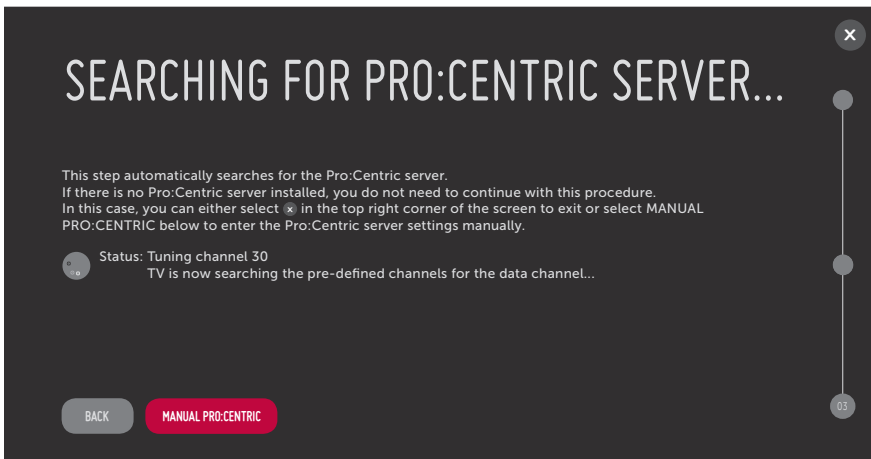 SEARCHING FOR PRO:CENTRIC SERVER...
This step automatically searches for the Pro:Centric server.
If there is no Pro:Centric server installed, you do not need to continue with this procedure.
In this case, you can either select x in the top right corner of the screen to exit or select MANUAL
PRO:CENTRIC below to enter the Pro:Centric server settings manually.
Status: Tuning channel 30
TV is now searching the pre-defined channels for the data channel...
BACK
MANUAL PRO:CENTRIC
03